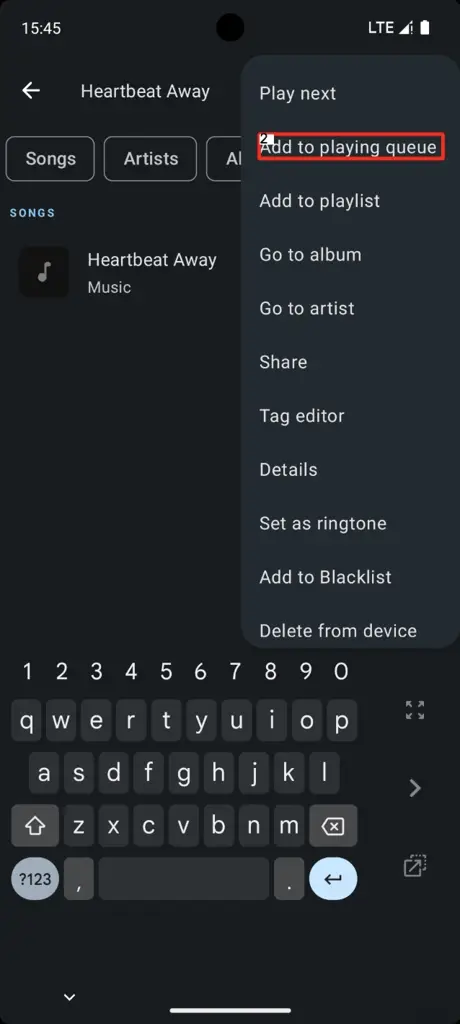 15:45
LTE
Heartbeat Away
Songs
Artists
Al
SONGS
Heartbeat Away
Music
Play next
2
Add to playing queue
Add to playlist
Go to album
Go to artist
Share
Tag editor
Details
Set as ringtone
Add to Blacklist
Delete from device
1 2 3 4 5 6 7 8 9 0
q w e r t y u i o p
a s d f g h j k l
z x c v b n m
?123 , .